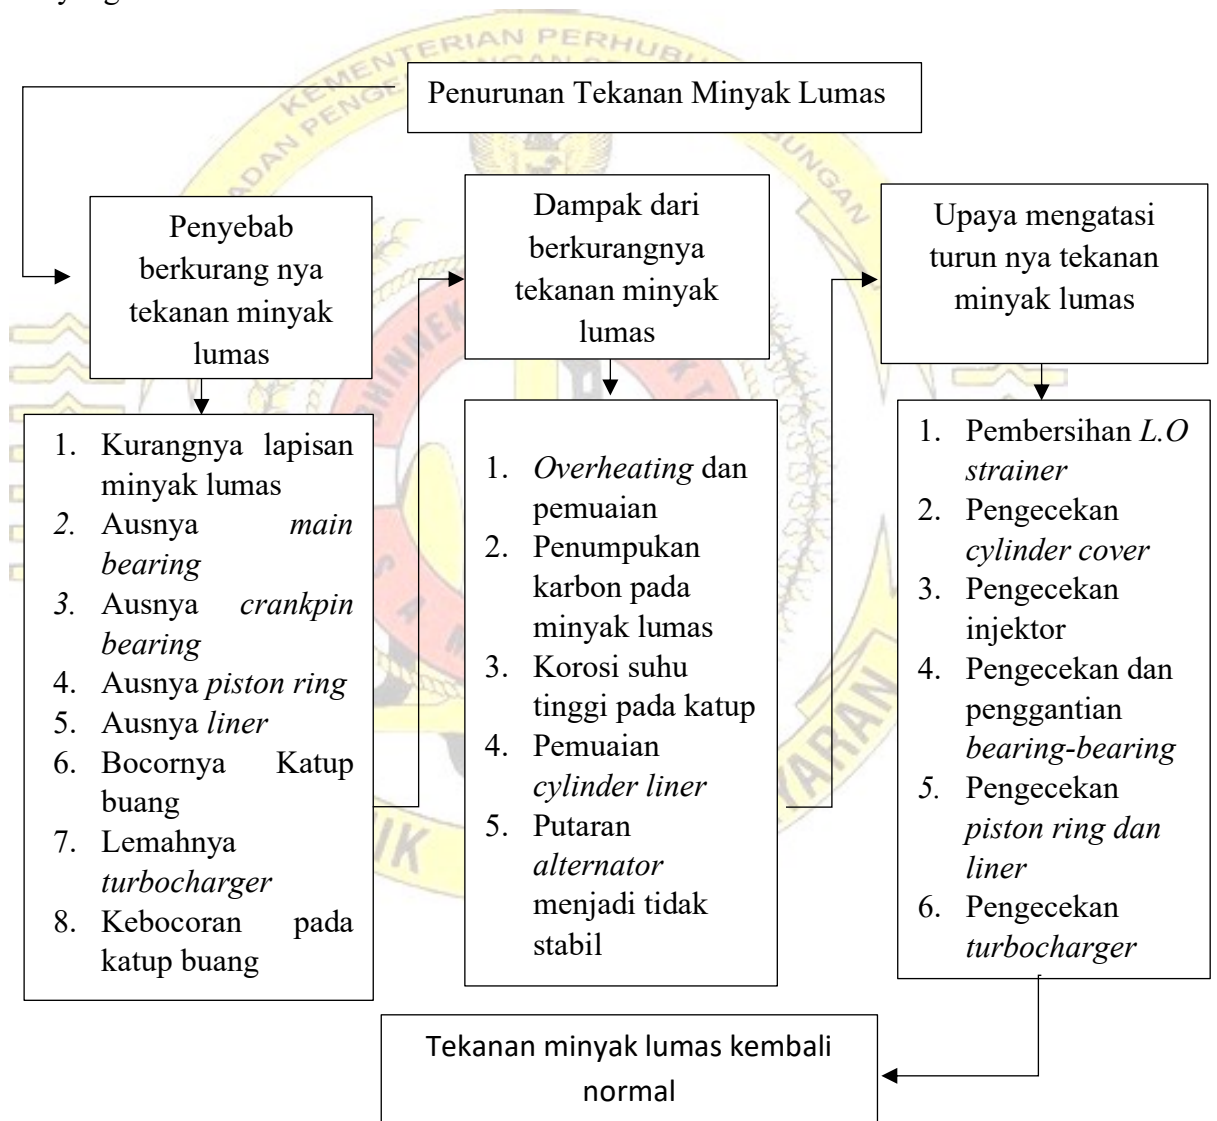 KEMENTERIAN PERHUBUNGAN
Penurunan Tekanan Minyak Lumas
Penyebab
berkurang nya
tekanan minyak
lumas
Dampak dari
berkurangnya
tekanan minyak
lumas
Upaya mengatasi
turun nya tekanan
minyak lumas
1. Kurangnya lapisan
minyak lumas
2. Ausnya main
bearing
3. Ausnya crankpin
bearing
4. Ausnya piston ring
5. Ausnya liner
6. Bocornya Katup
buang
7. Lemahnya
turbocharger
8. Kebocoran pada
katup buang
1. Overheating dan
pemuaian
2. Penumpukan
karbon pada
minyak lumas
3. Korosi suhu
tinggi pada katup
4. Pemuaian
cylinder liner
5. Putaran
alternator
menjadi tidak
stabil
1. Pembersihan L.O
strainer
2. Pengecekan
cylinder cover
3. Pengecekan
injektor
4. Pengecekan dan
penggantian
bearing-bearing
5. Pengecekan
piston ring dan
liner
6. Pengecekan
turbocharger
Tekanan minyak lumas kembali
normal